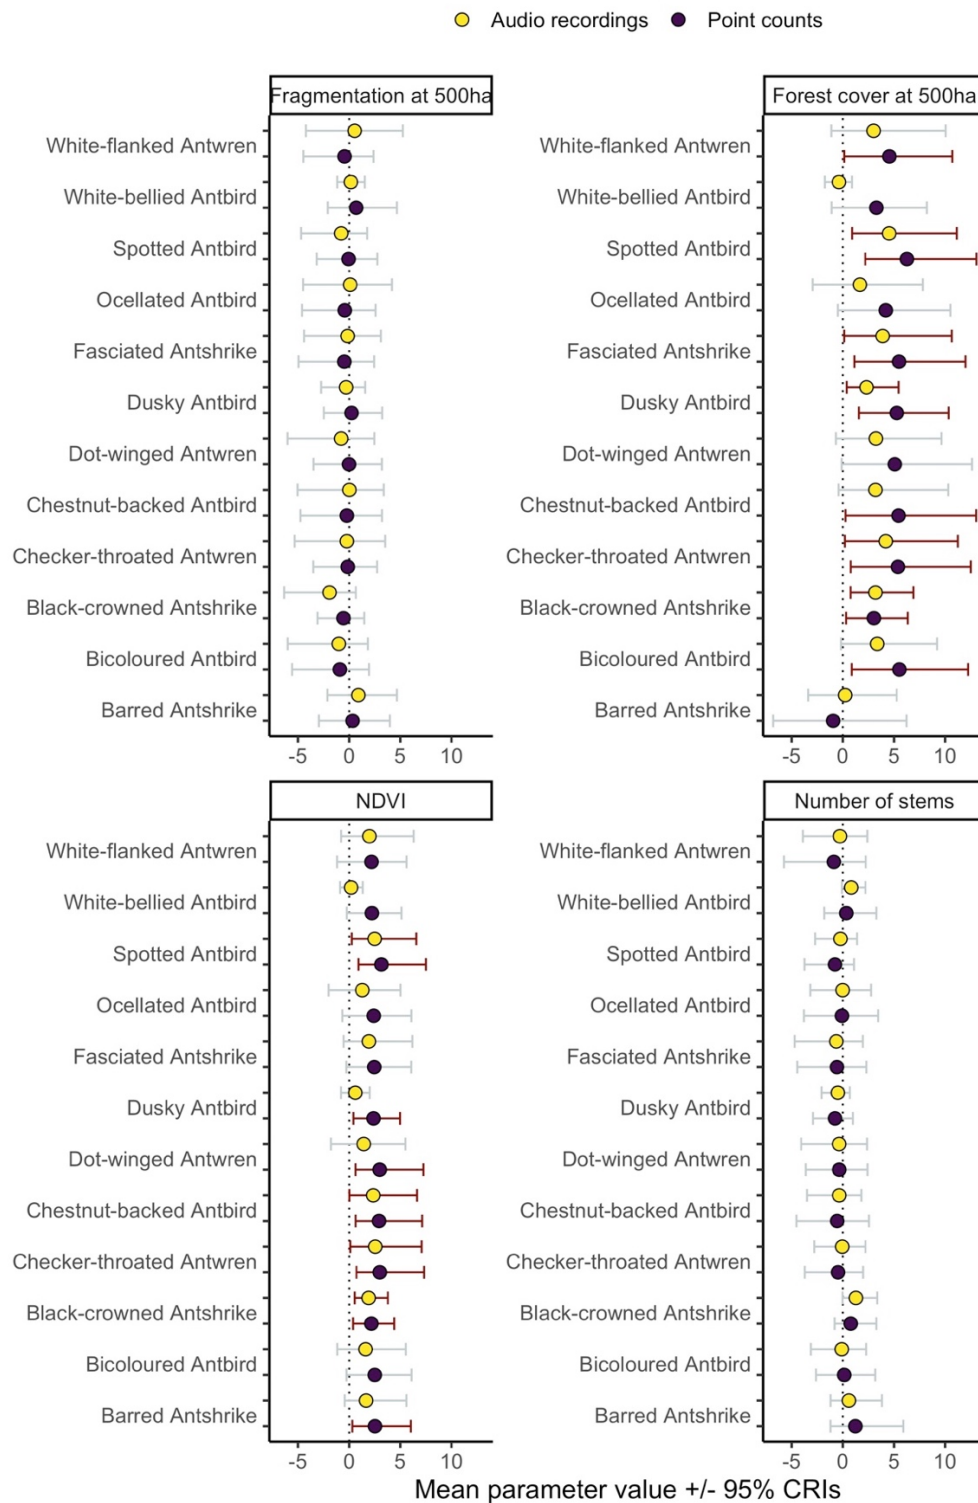 Audio recordings Point counts
Fragmentation at 500ha
White-flanked Antwren
White-bellied Antbird
Spotted Antbird
Ocellated Antbird
Fasciated Antshrike
Dusky Antbird
Dot-winged Antwren
Chestnut-backed Antbird
Checker-throated Antwren
Black-crowned Antshrike
Bicoloured Antbird
Barred Antshrike
-5 0 5 10
Forest cover at 500ha
White-flanked Antwren
White-bellied Antbird
Spotted Antbird
Ocellated Antbird
Fasciated Antshrike
Dusky Antbird
Dot-winged Antwren
Chestnut-backed Antbird
Checker-throated Antwren
Black-crowned Antshrike
Bicoloured Antbird
Barred Antshrike
-5 0 5 10
NDVI
White-flanked Antwren
White-bellied Antbird
Spotted Antbird
Ocellated Antbird
Fasciated Antshrike
Dusky Antbird
Dot-winged Antwren
Chestnut-backed Antbird
Checker-throated Antwren
Black-crowned Antshrike
Bicoloured Antbird
Barred Antshrike
-5 0 5 10
Number of stems
White-flanked Antwren
White-bellied Antbird
Spotted Antbird
Ocellated Antbird
Fasciated Antshrike
Dusky Antbird
Dot-winged Antwren
Chestnut-backed Antbird
Checker-throated Antwren
Black-crowned Antshrike
Bicoloured Antbird
Barred Antshrike
-5 0 5 10
Mean parameter value +/- 95% CRIs